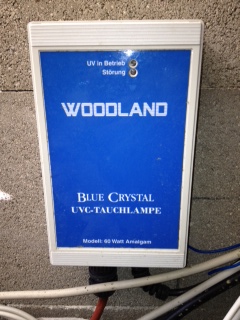 UV in Betrieb
Störung
WOODLAND
BLUE CRYSTAL
UVC-TAUCHLAMPE
Modell: 60 Watt Amalgam